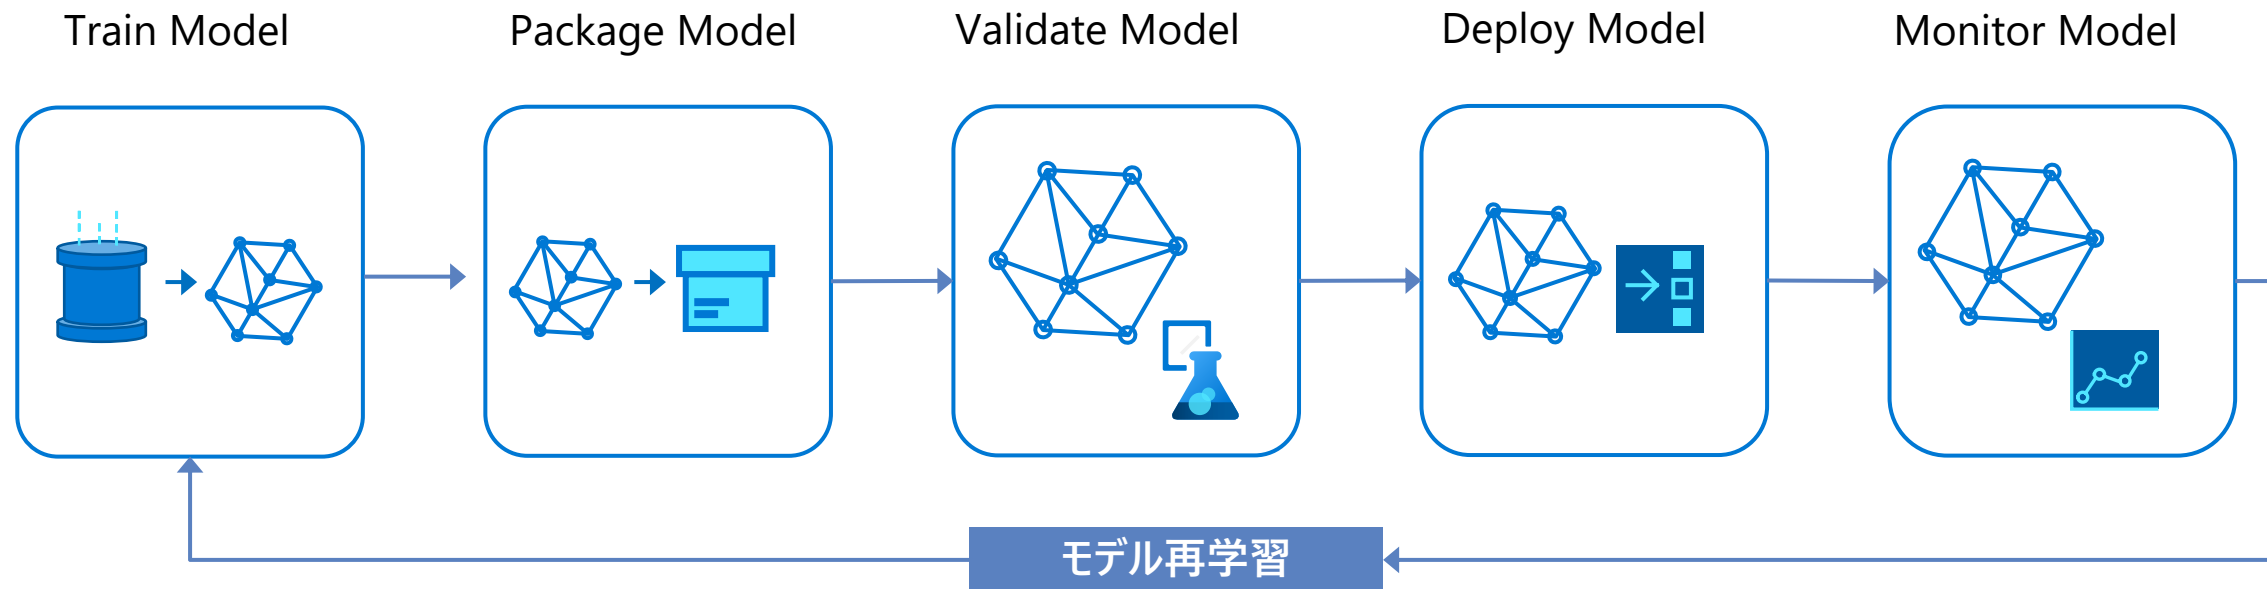 Train Model
Package Model
Validate Model
Deploy Model
Monitor Model
モデル再学習